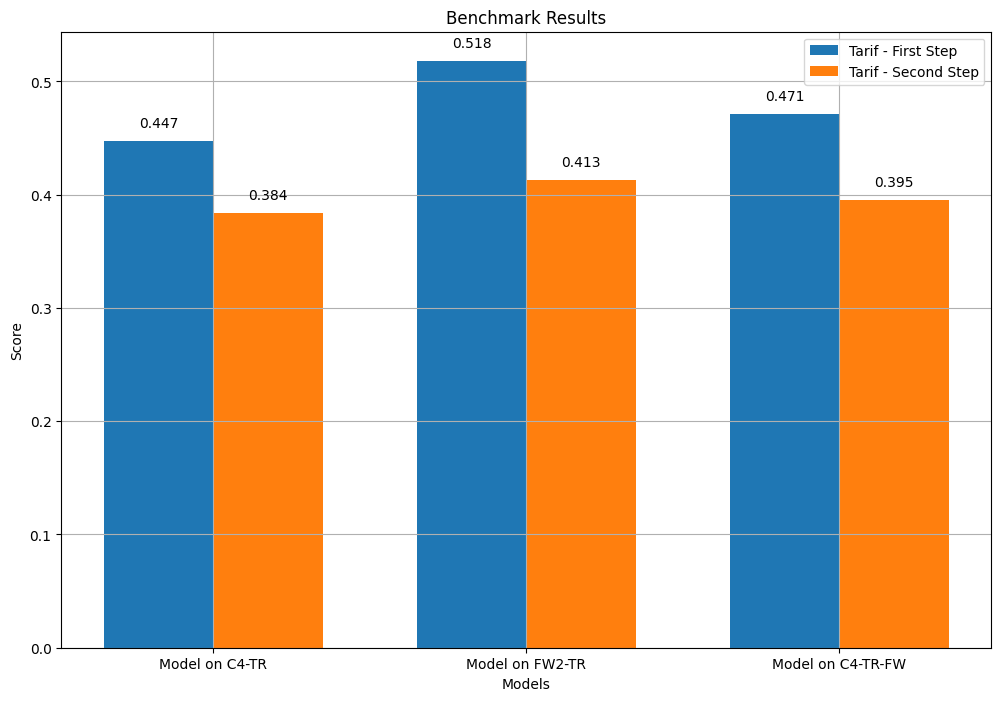 Benchmark Results
Tarif - First Step
Tarif - Second Step
0.518
0.471
0.447
0.413
0.395
0.384
0.5
0.4
0.3
0.2
0.1
0.0
Score
Model on C4-TR
Model on FW2-TR
Model on C4-TR-FW
Models